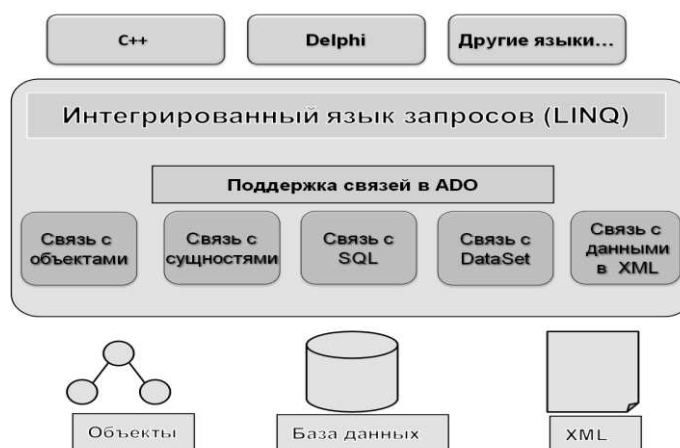 C++
Delphi
Другие языки...
Интегрированный язык запросов (LINQ)
Поддержка связей в ADO
Связь с
объектами
Связь с
сущностями
Связь с
SQL
Связь с
DataSet
Связь с
данными
в XML
Объекты
База данных
XML